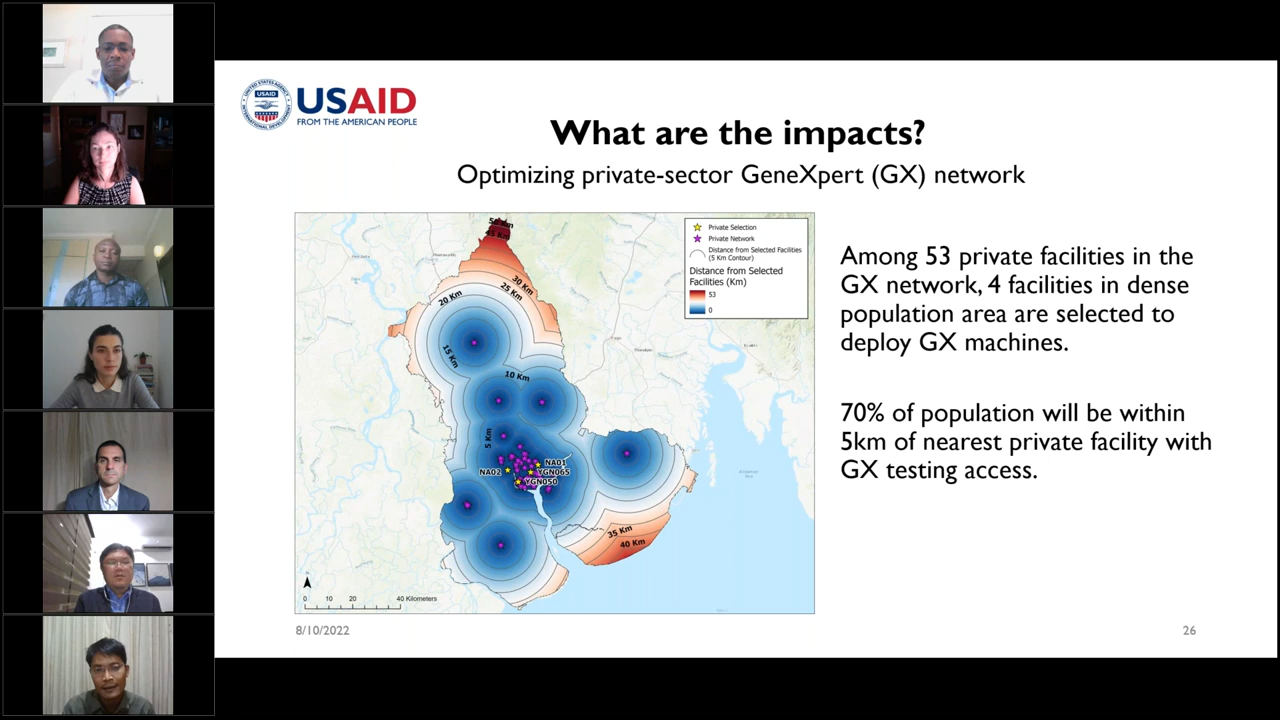 USAID
FROM THE AMERICAN PEOPLE
What are the impacts?
Optimizing private-sector GeneXpert (GX) network
Private Selection
Private Network
Distance from Selected Facilities
(5 Km Contour)
Distance from Selected
Facilities (Km)
53
0
45 Km
30 Km
25 Km
20 Km
15 Km
10 Km
5 Km
NA01
NA02
YGN065
YGN050
35 Km
40 Km
0 10 20 40 Kilometers
Among 53 private facilities in the
GX network, 4 facilities in dense
population area are selected to
deploy GX machines.
70% of population will be within
5km of nearest private facility with
GX testing access.
8/10/2022
26